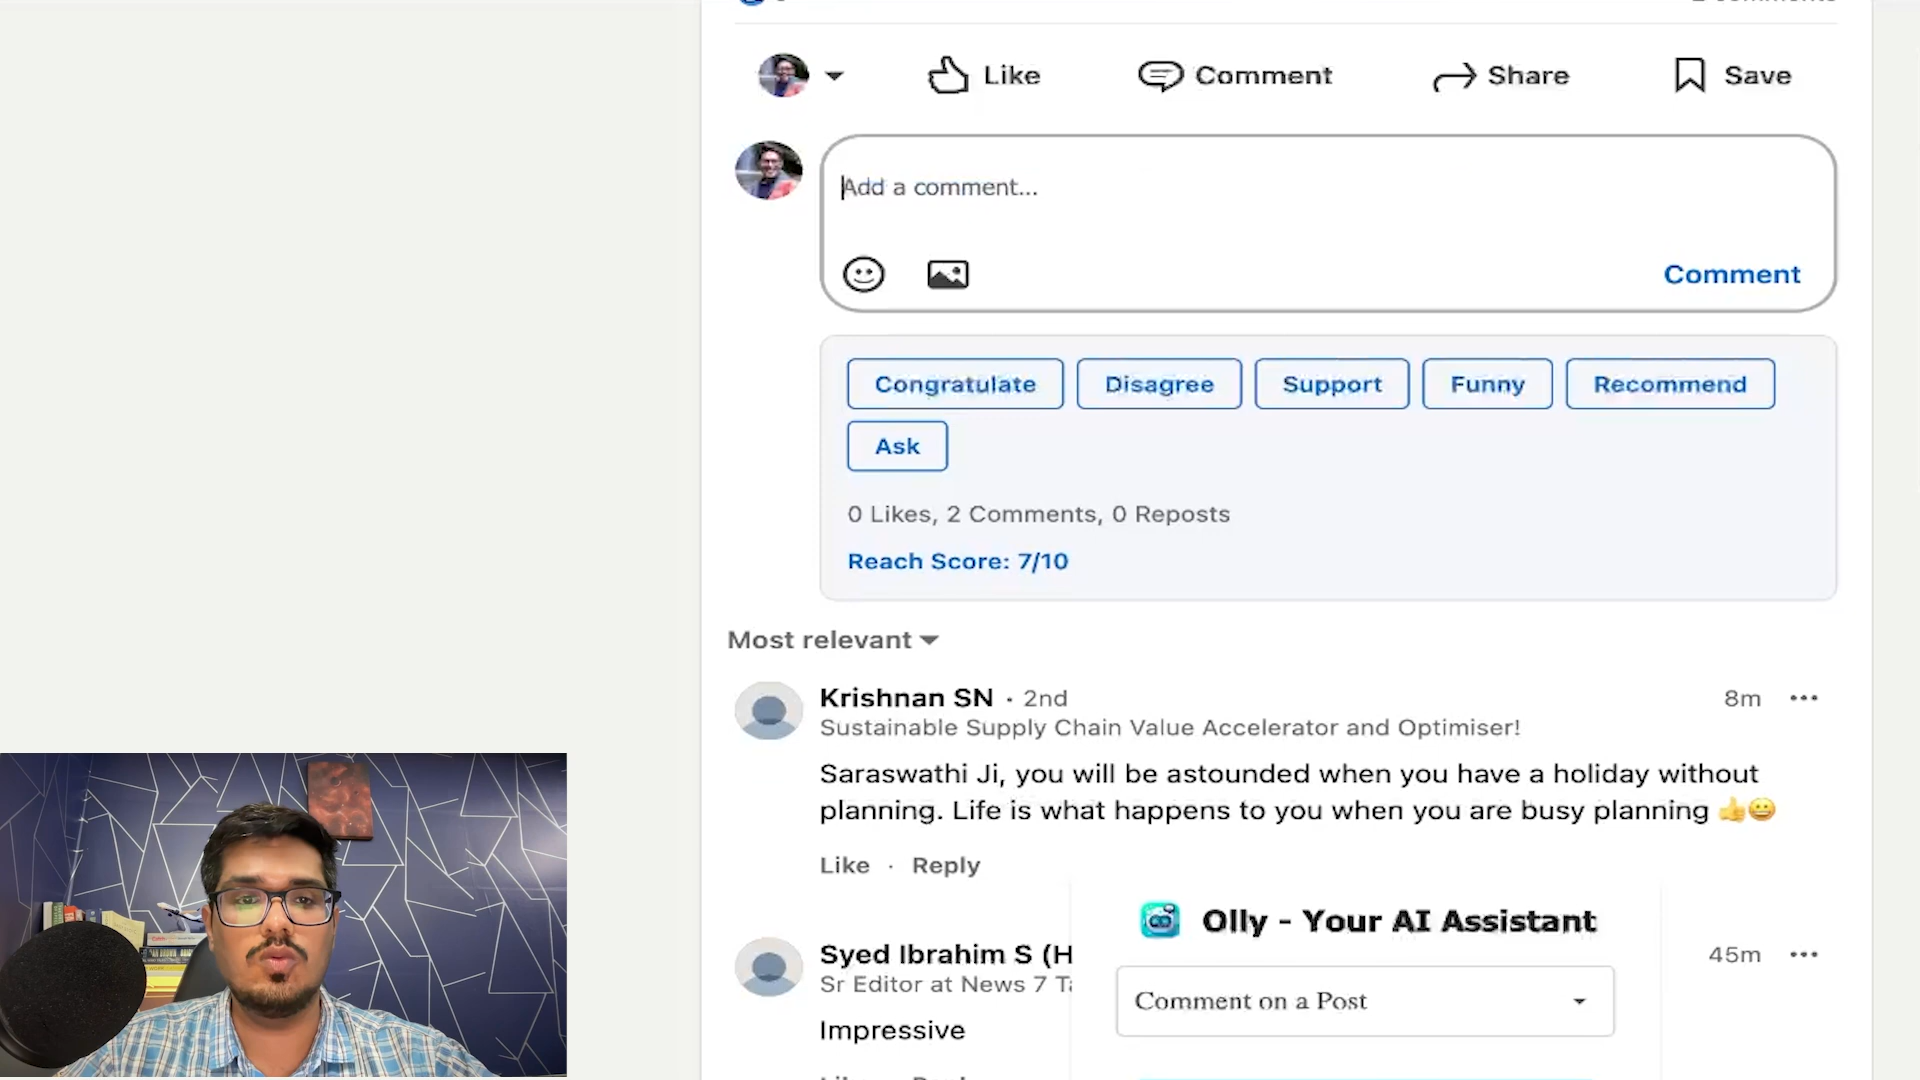 Like Comment Share Save
Add a comment...
Comment
Congratulate Disagree Support Funny Recommend
Ask
0 Likes, 2 Comments, 0 Reposts
Reach Score: 7/10
Most relevant
Krishnan SN · 2nd 8m
Sustainable Supply Chain Value Accelerator and Optimiser!
Saraswathi Ji, you will be astounded when you have a holiday without
planning. Life is what happens to you when you are busy planning 👍😀
Like · Reply
Olly - Your AI Assistant
Syed Ibrahim S (H 45m
Sr Editor at News 7 Ta
Comment on a Post
Impressive